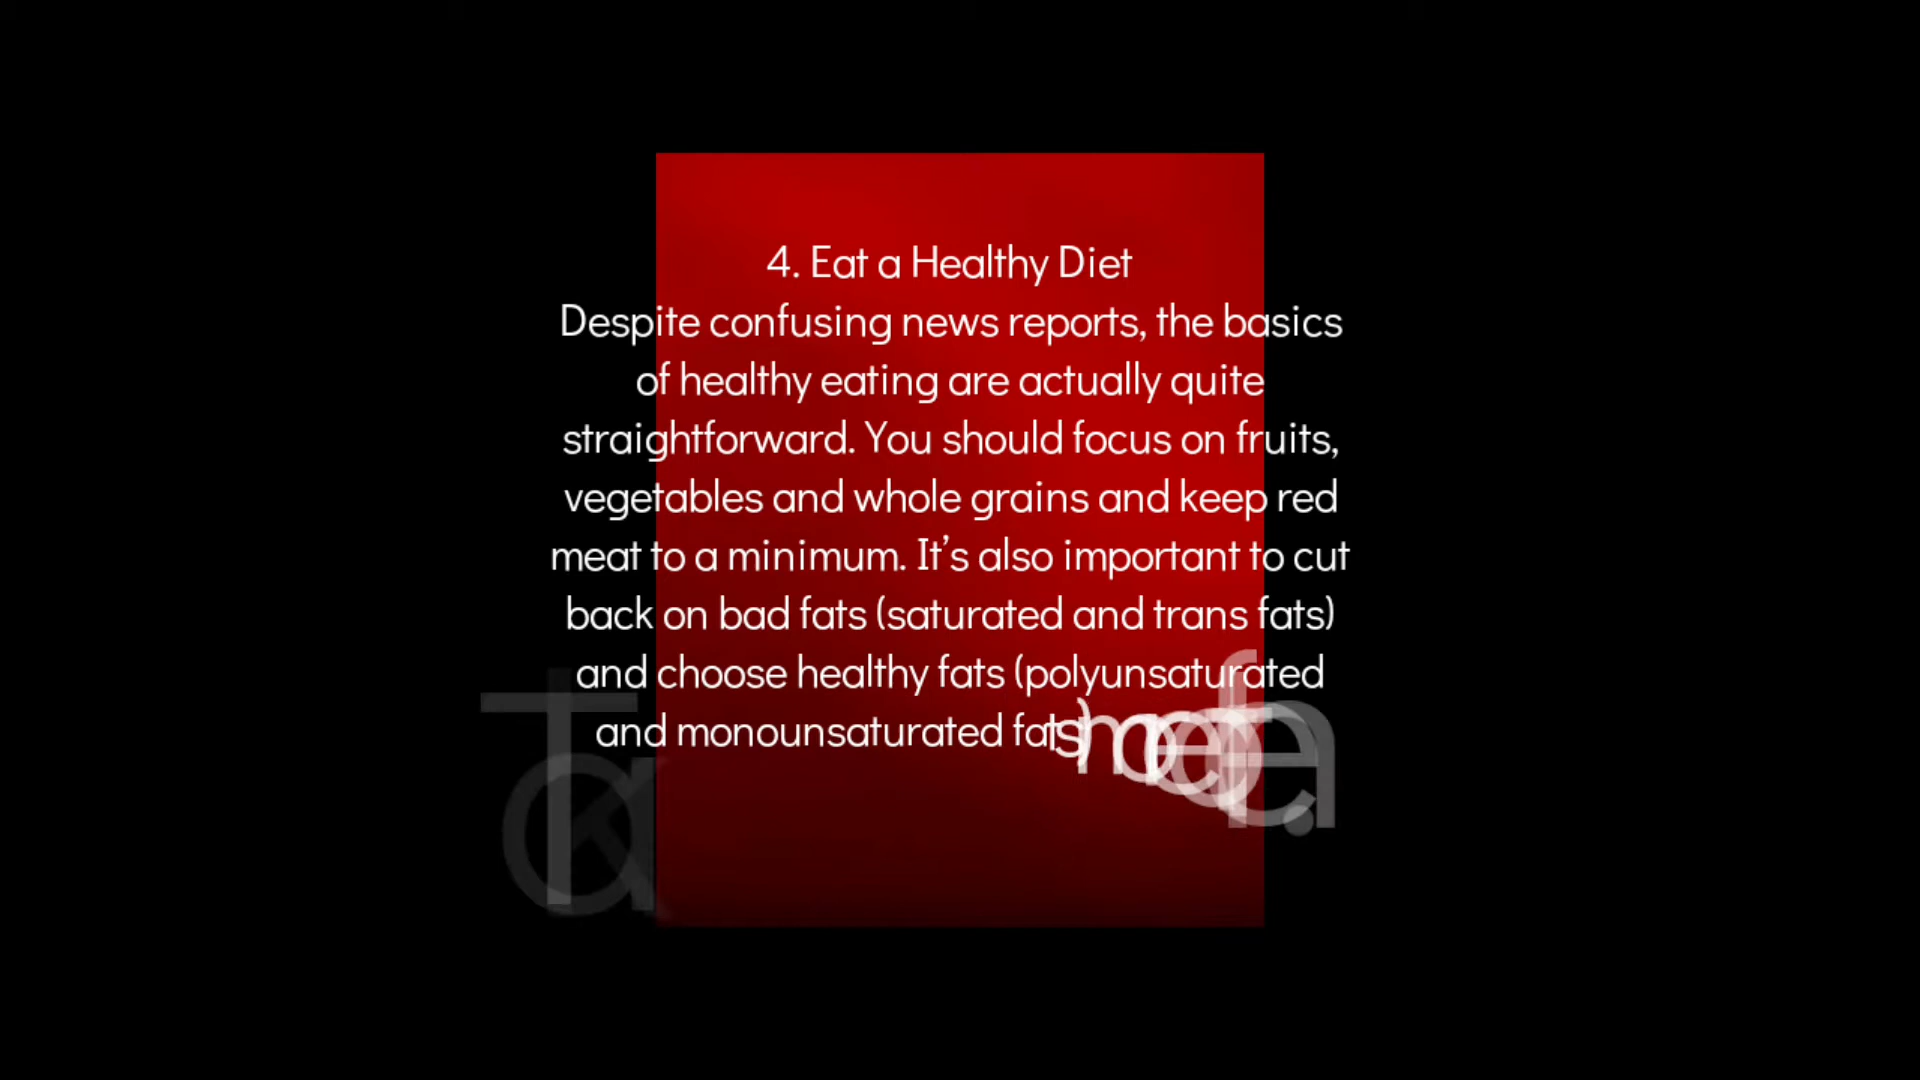 4. Eat a Healthy Diet
Despite confusing news reports, the basics
of healthy eating are actually quite
straightforward. You should focus on fruits,
vegetables and whole grains and keep red
meat to a minimum. It’s also important to cut
back on bad fats (saturated and trans fats)
and choose healthy fats (polyunsaturated
and monounsaturated fats)